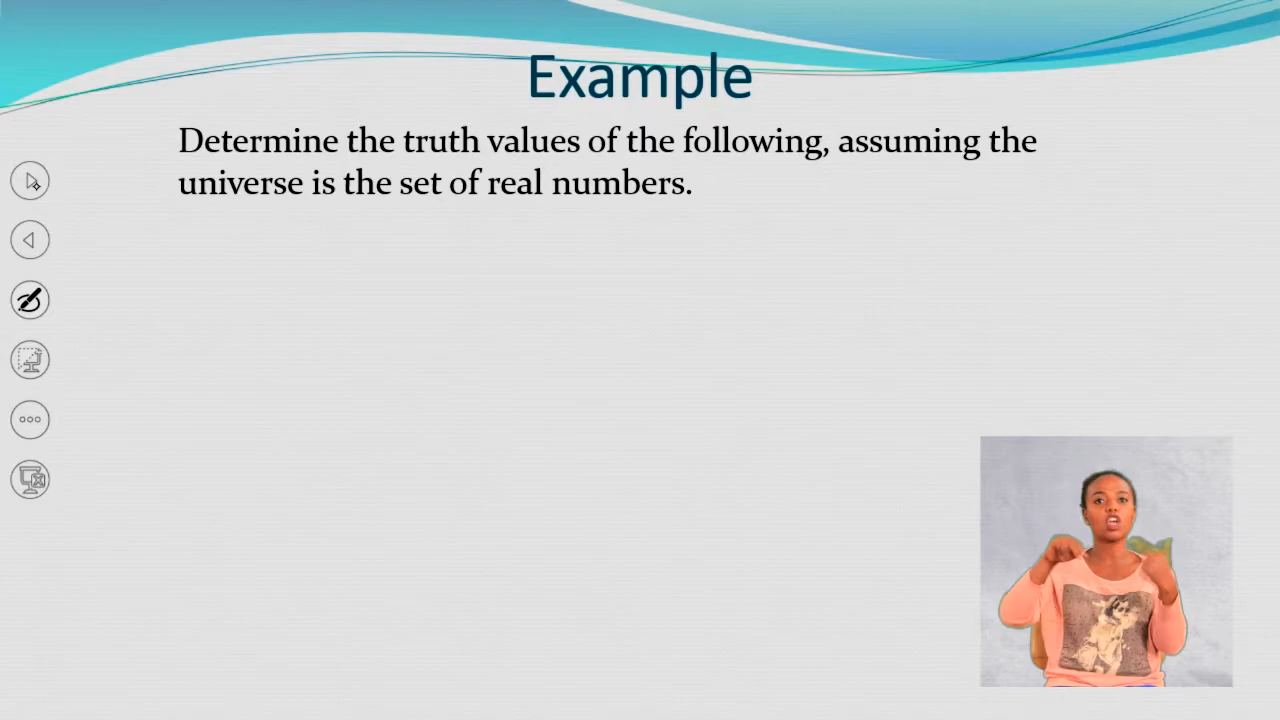 Example
Determine the truth values of the following, assuming the
universe is the set of real numbers.